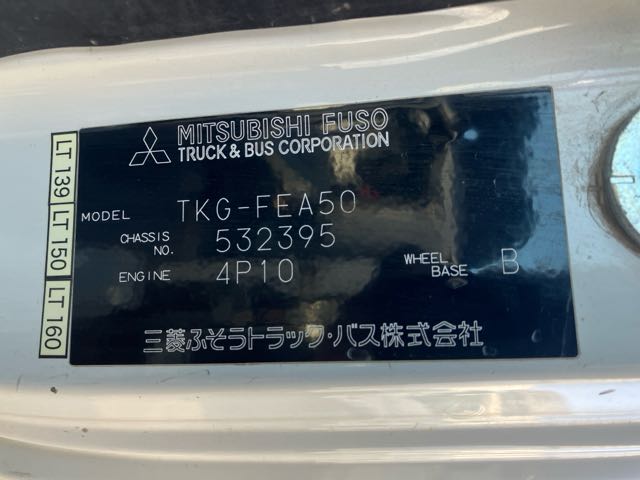 MITSUBISHI FUSO
TRUCK & BUS CORPORATION
MODEL TKG-FEA50
CHASSIS NO. 532395
ENGINE 4P10
WHEEL BASE B
三菱ふそうトラック・バス株式会社
LT 139
LT 150
LT 160